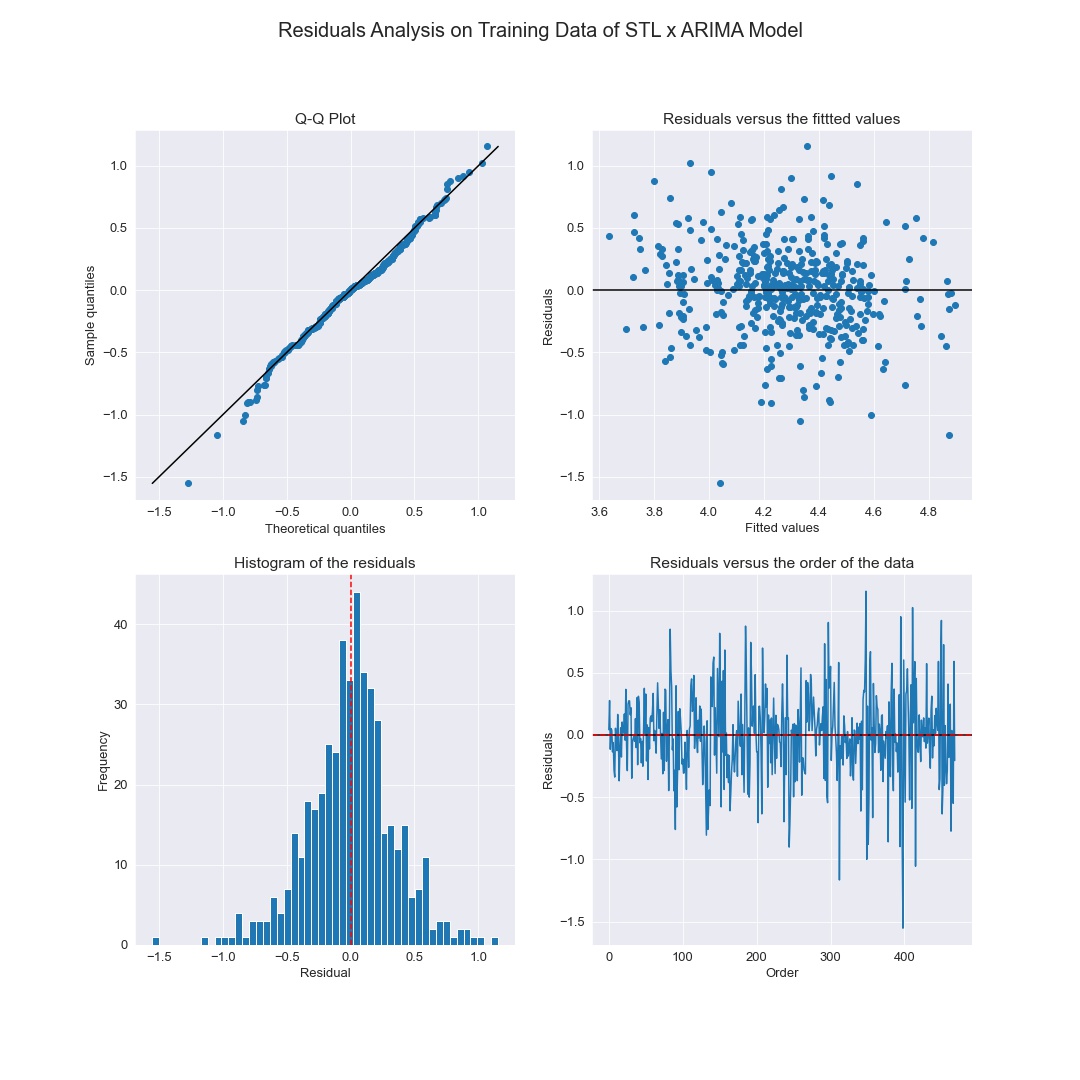 Residuals Analysis on Training Data of STL x ARIMA Model
Q-Q Plot
1.0
0.5
0.0
−0.5
−1.0
−1.5
Sample quantiles
−1.5 −1.0 −0.5 0.0 0.5 1.0
Theoretical quantiles
Residuals versus the fittted values
1.0
0.5
0.0
−0.5
−1.0
−1.5
Residuals
3.6 3.8 4.0 4.2 4.4 4.6 4.8
Fitted values
Histogram of the residuals
40
30
20
10
0
Frequency
−1.5 −1.0 −0.5 0.0 0.5 1.0
Residual
Residuals versus the order of the data
1.0
0.5
0.0
−0.5
−1.0
−1.5
Residuals
0 100 200 300 400
Order